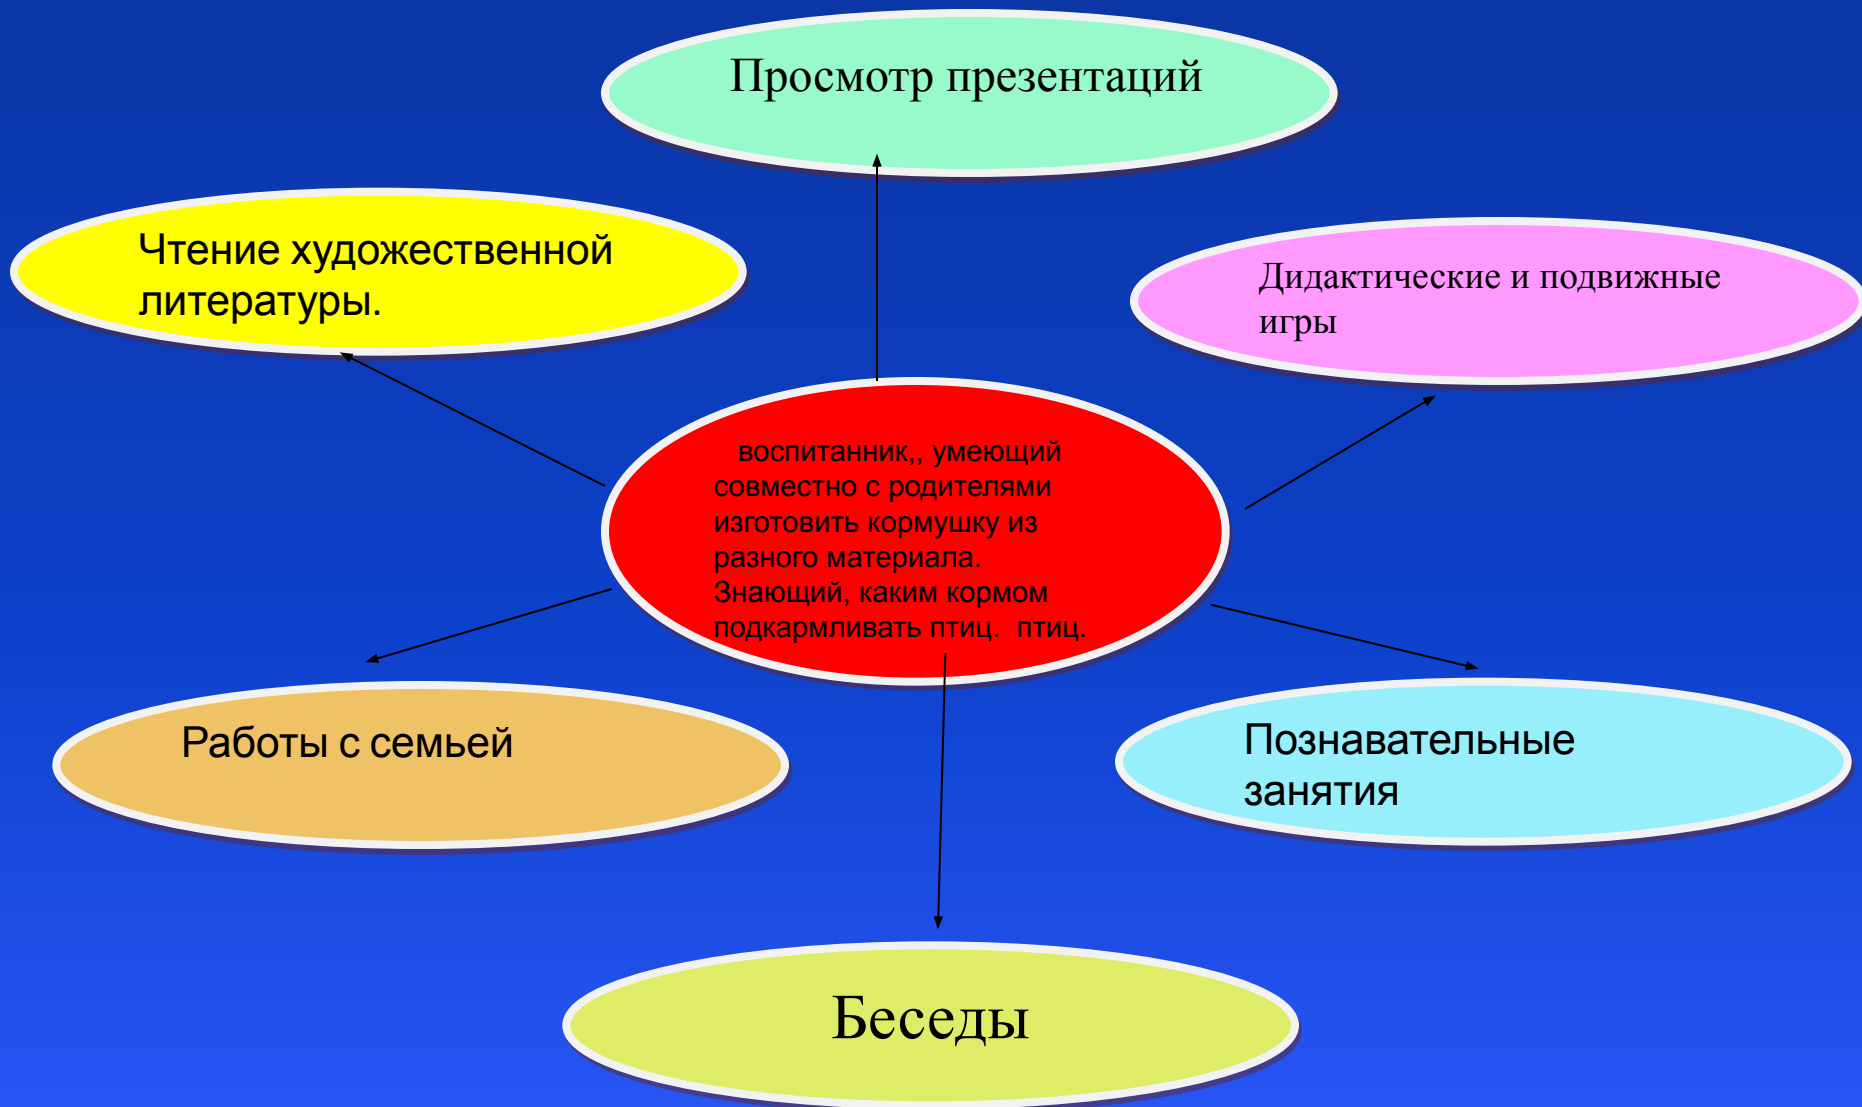 Просмотр презентаций
Чтение художественной
литературы.
Дидактические и подвижные
игры
воспитанник,, умеющий
совместно с родителями
изготовить кормушку из
разного материала.
Знающий, каким кормом
подкармливать птиц.  птиц.
Работы с семьей
Познавательные
занятия
Беседы